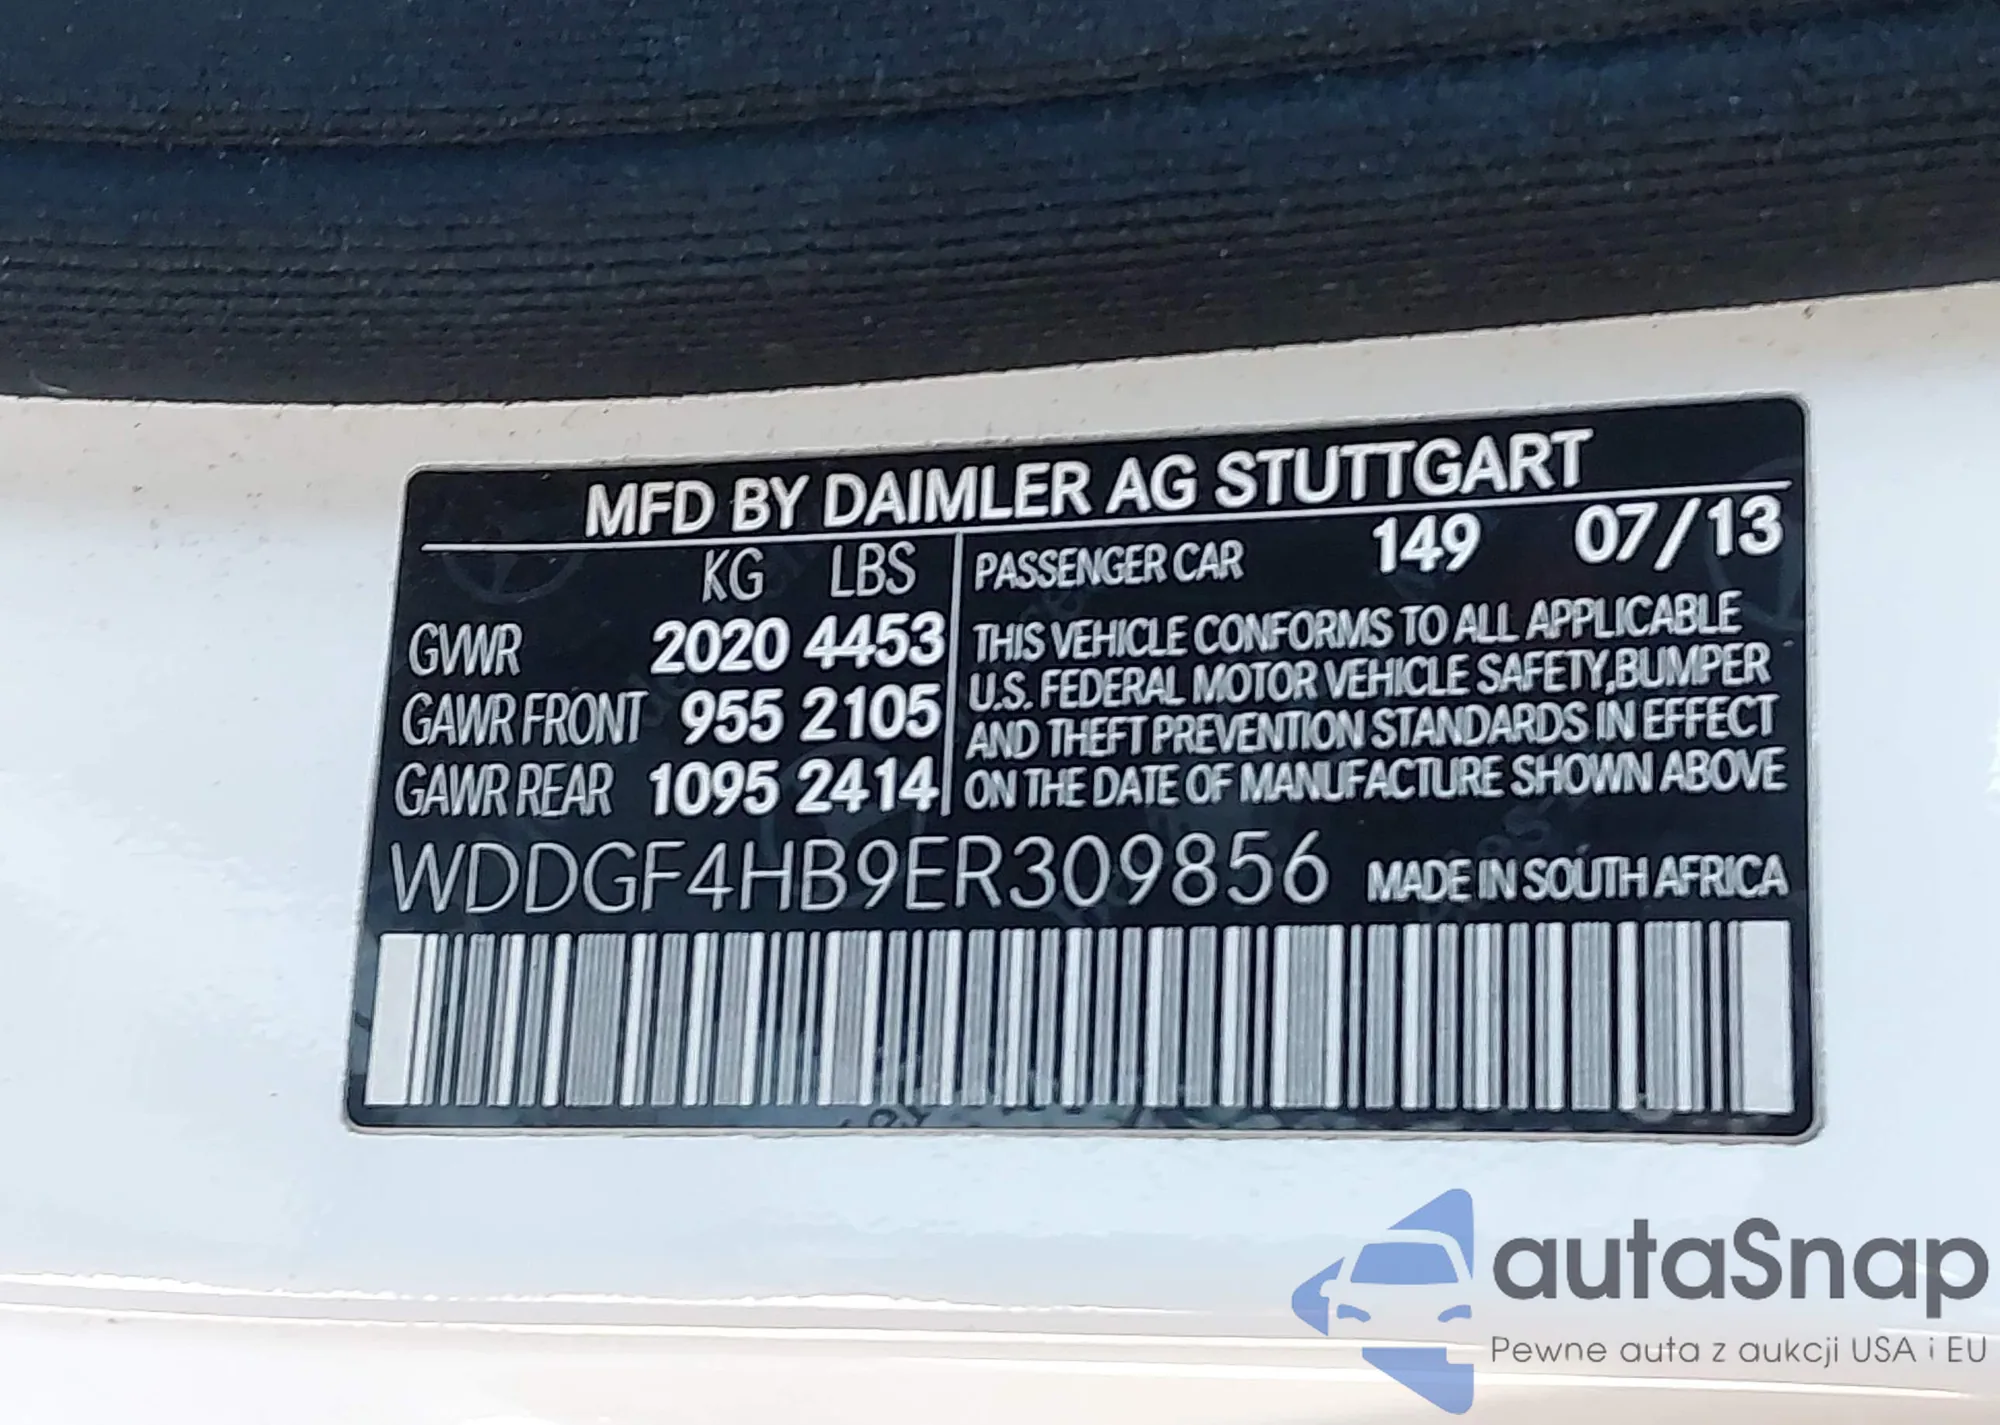 MFD BY DAIMLER AG STUTTGART
KG LBS
GVWR 2020 4453
GAWR FRONT 955 2105
GAWR REAR 1095 2414
PASSENGER CAR 149 07/13
THIS VEHICLE CONFORMS TO ALL APPLICABLE
U.S. FEDERAL MOTOR VEHICLE SAFETY,BUMPER
AND THEFT PREVENTION STANDARDS IN EFFECT
ON THE DATE OF MANUFACTURE SHOWN ABOVE
WDDGF4HB9ER309856 MADE IN SOUTH AFRICA
autaSnap
Pewne auta z aukcji USA i EU